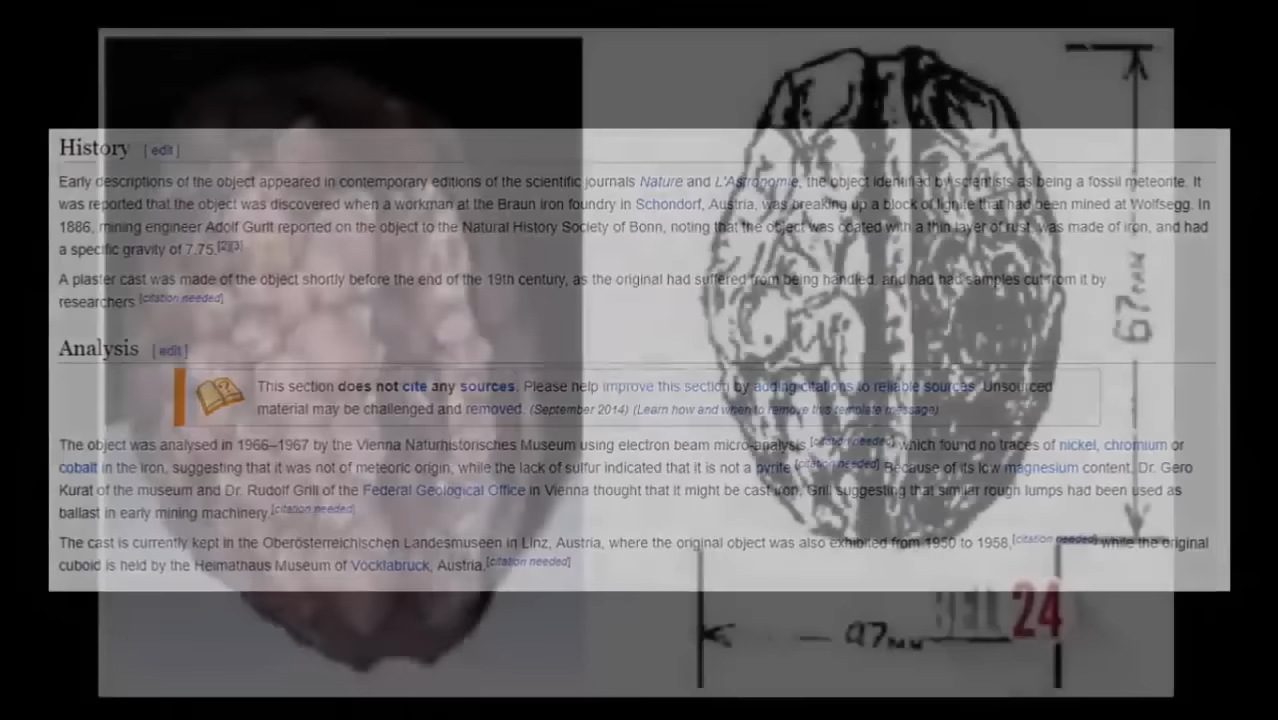 History [ edit ]
Early descriptions of the object appeared in contemporary editions of the scientific journals Nature and L'Astronomie, the object identified by scientists as being a fossil meteorite. It
was reported that the object was discovered when a workman at the Braun iron foundry in Schondorf, Austria, was breaking up a block of lignite that had been mined at Wolfsegg. In
1886, mining engineer Adolf Gurlt reported on the object to the Natural History Society of Bonn, noting that the object was coated with a thin layer of rust, was made of iron, and had
a specific gravity of 7.75.[2][3]
A plaster cast was made of the object shortly before the end of the 19th century, as the original had suffered from being handled, and had had samples cut from it by
researchers.[citation needed]
Analysis [ edit ]
This section does not cite any sources. Please help improve this section by adding citations to reliable sources. Unsourced
material may be challenged and removed. (September 2014) (Learn how and when to remove this template message)
The object was analysed in 1966–1967 by the Vienna Naturhistorisches Museum using electron beam micro-analysis,[citation needed] which found no traces of nickel, chromium or
cobalt in the iron, suggesting that it was not of meteoric origin, while the lack of sulfur indicated that it is not a pyrite.[citation needed] Because of its low magnesium content, Dr. Gero
Kurat of the museum and Dr. Rudolf Grill of the Federal Geological Office in Vienna thought that it might be cast iron, Grill suggesting that similar rough lumps had been used as
ballast in early mining machinery.[citation needed]
The cast is currently kept in the Oberösterreichischen Landesmuseen in Linz, Austria, where the original object was also exhibited from 1950 to 1958,[citation needed] while the original
cuboid is held by the Heimathaus Museum of Vöcklabruck, Austria.[citation needed]
67мм
97мм
24